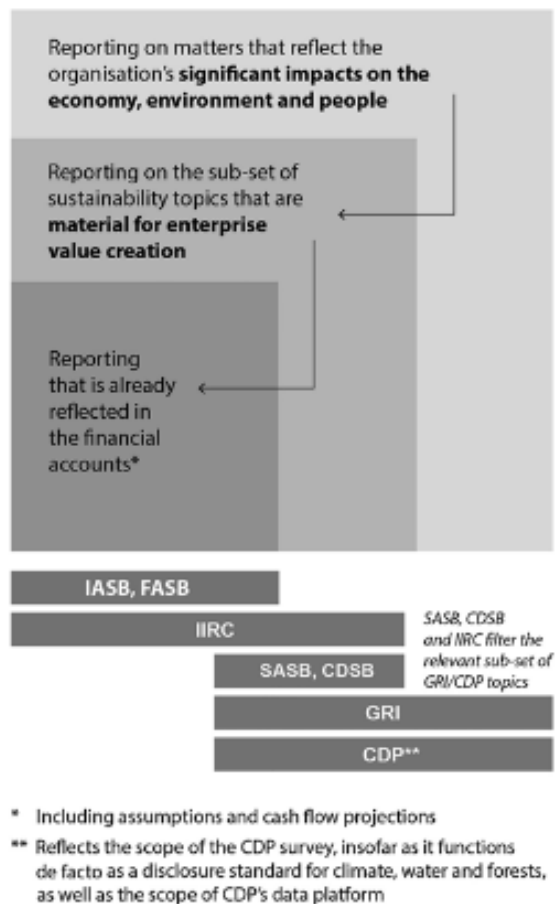 Reporting on matters that reflect the
organisation's significant impacts on the
economy, environment and people
Reporting on the sub-set of
sustainability topics that are
material for enterprise
value creation
Reporting
that is already
reflected in
the financial
accounts*
IASB, FASB
IIRC
SASB, CDSB
and IIRC filter the
relevant sub-set of
GRI/CDP topics
SASB, CDSB
GRI
CDP**
* Including assumptions and cash flow projections
** Reflects the scope of the CDP survey, insofar as it functions
de facto as a disclosure standard for climate, water and forests,
as well as the scope of CDP's data platform